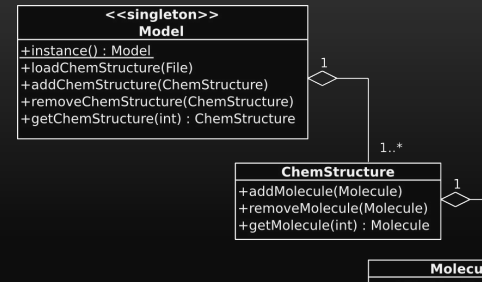 <<singleton>>
Model
+instance() : Model
+loadChemStructure(File)
+addChemStructure(ChemStructure)
+removeChemStructure(ChemStructure)
+getChemStructure(int) : ChemStructure
1
1..*
ChemStructure
+addMolecule(Molecule)
+removeMolecule(Molecule)
+getMolecule(int) : Molecule
1
Molecu